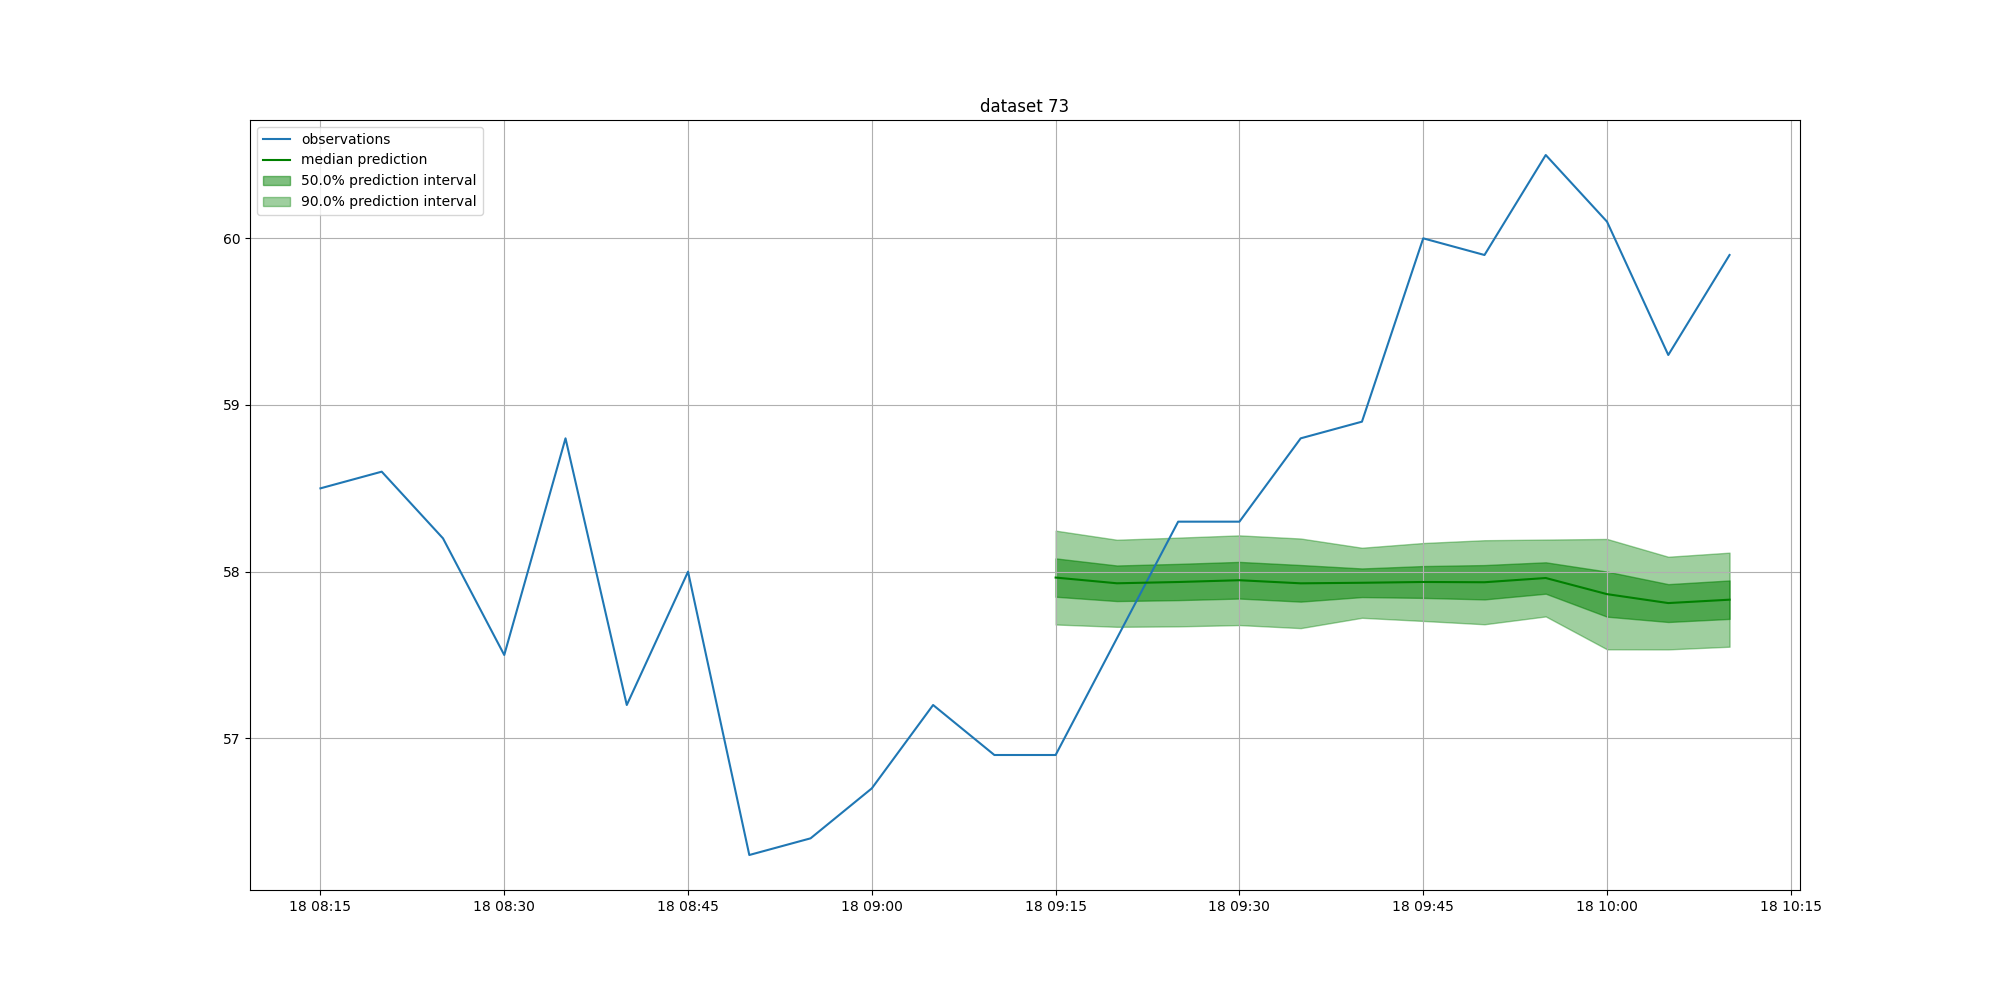 dataset 73
observations
median prediction
50.0% prediction interval
90.0% prediction interval
60
59
58
57
18 08:15 18 08:30 18 08:45 18 09:00 18 09:15 18 09:30 18 09:45 18 10:00 18 10:15